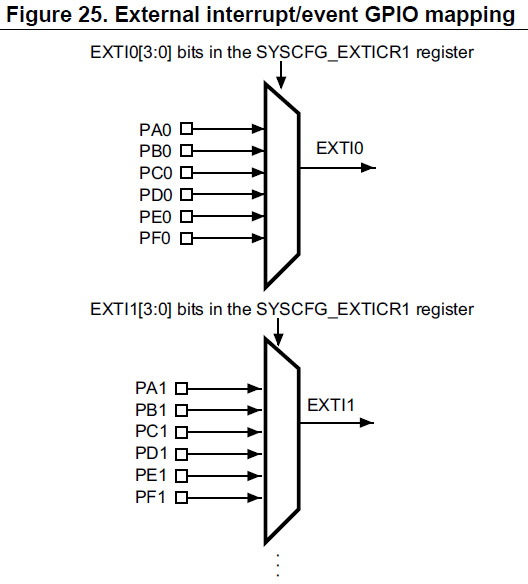 Figure 25. External interrupt/event GPIO mapping
EXTI0[3:0] bits in the SYSCFG_EXTICR1 register
PA0
PB0
PC0
PD0
PE0
PF0
EXTI0
EXTI1[3:0] bits in the SYSCFG_EXTICR1 register
PA1
PB1
PC1
PD1
PE1
PF1
EXTI1